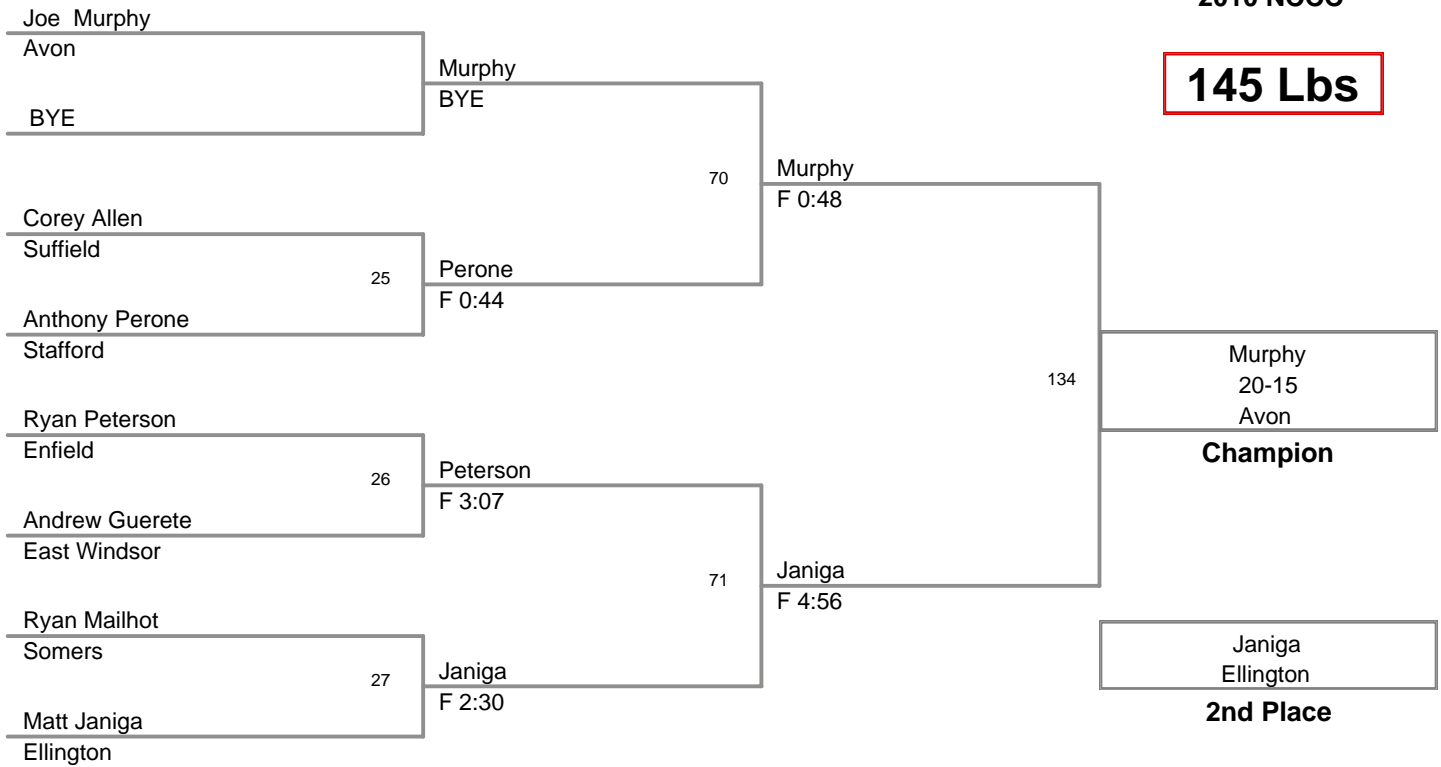 2010 NCCC
145 Lbs
Joe  Murphy
Avon
BYE
Corey Allen
Suffield
25
Anthony Perone
Stafford
Ryan Peterson
Enfield
26
Andrew Guerete
East Windsor
Ryan Mailhot
Somers
27
Matt Janiga
Ellington
Murphy
BYE
70
Perone
F 0:44
Peterson
F 3:07
71
Janiga
F 2:30
Murphy
F 0:48
134
Janiga
F 4:56
Murphy
20-15
Avon
Champion
Janiga
Ellington
2nd Place